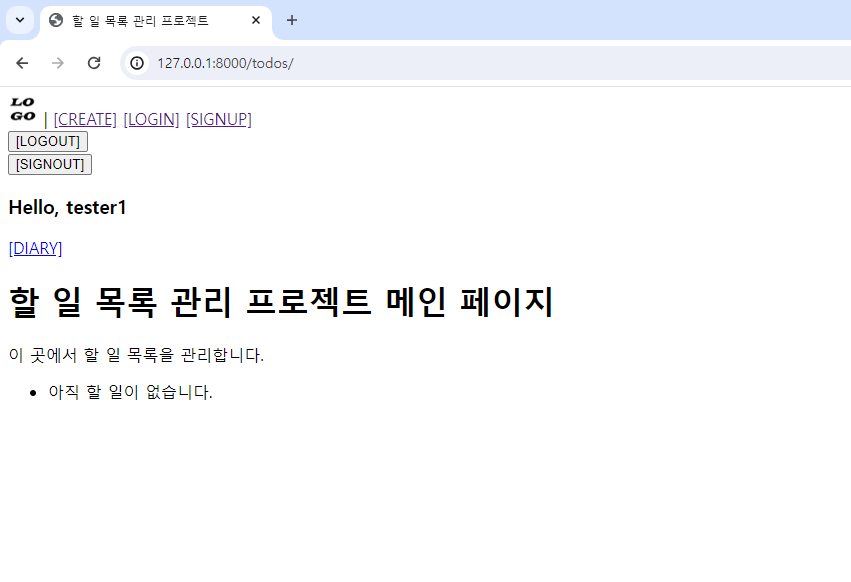 할 일 목록 관리 프로젝트
127.0.0.1:8000/todos/
LO
GO | [CREATE] [LOGIN] [SIGNUP]
[LOGOUT]
[SIGNOUT]
Hello, tester1
[DIARY]
할 일 목록 관리 프로젝트 메인 페이지
이 곳에서 할 일 목록을 관리합니다.
• 아직 할 일이 없습니다.